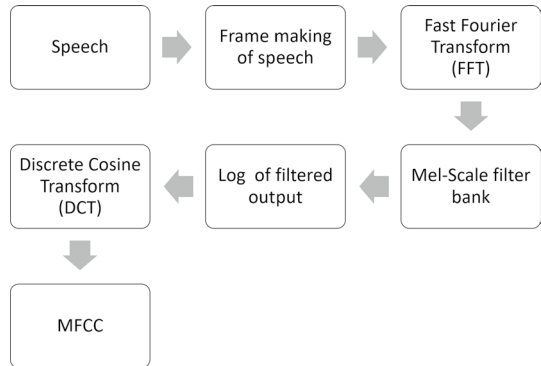 Speech
Frame making
of speech
Fast Fourier
Transform
(FFT)
Mel-Scale filter
bank
Log of filtered
output
Discrete Cosine
Transform
(DCT)
MFCC